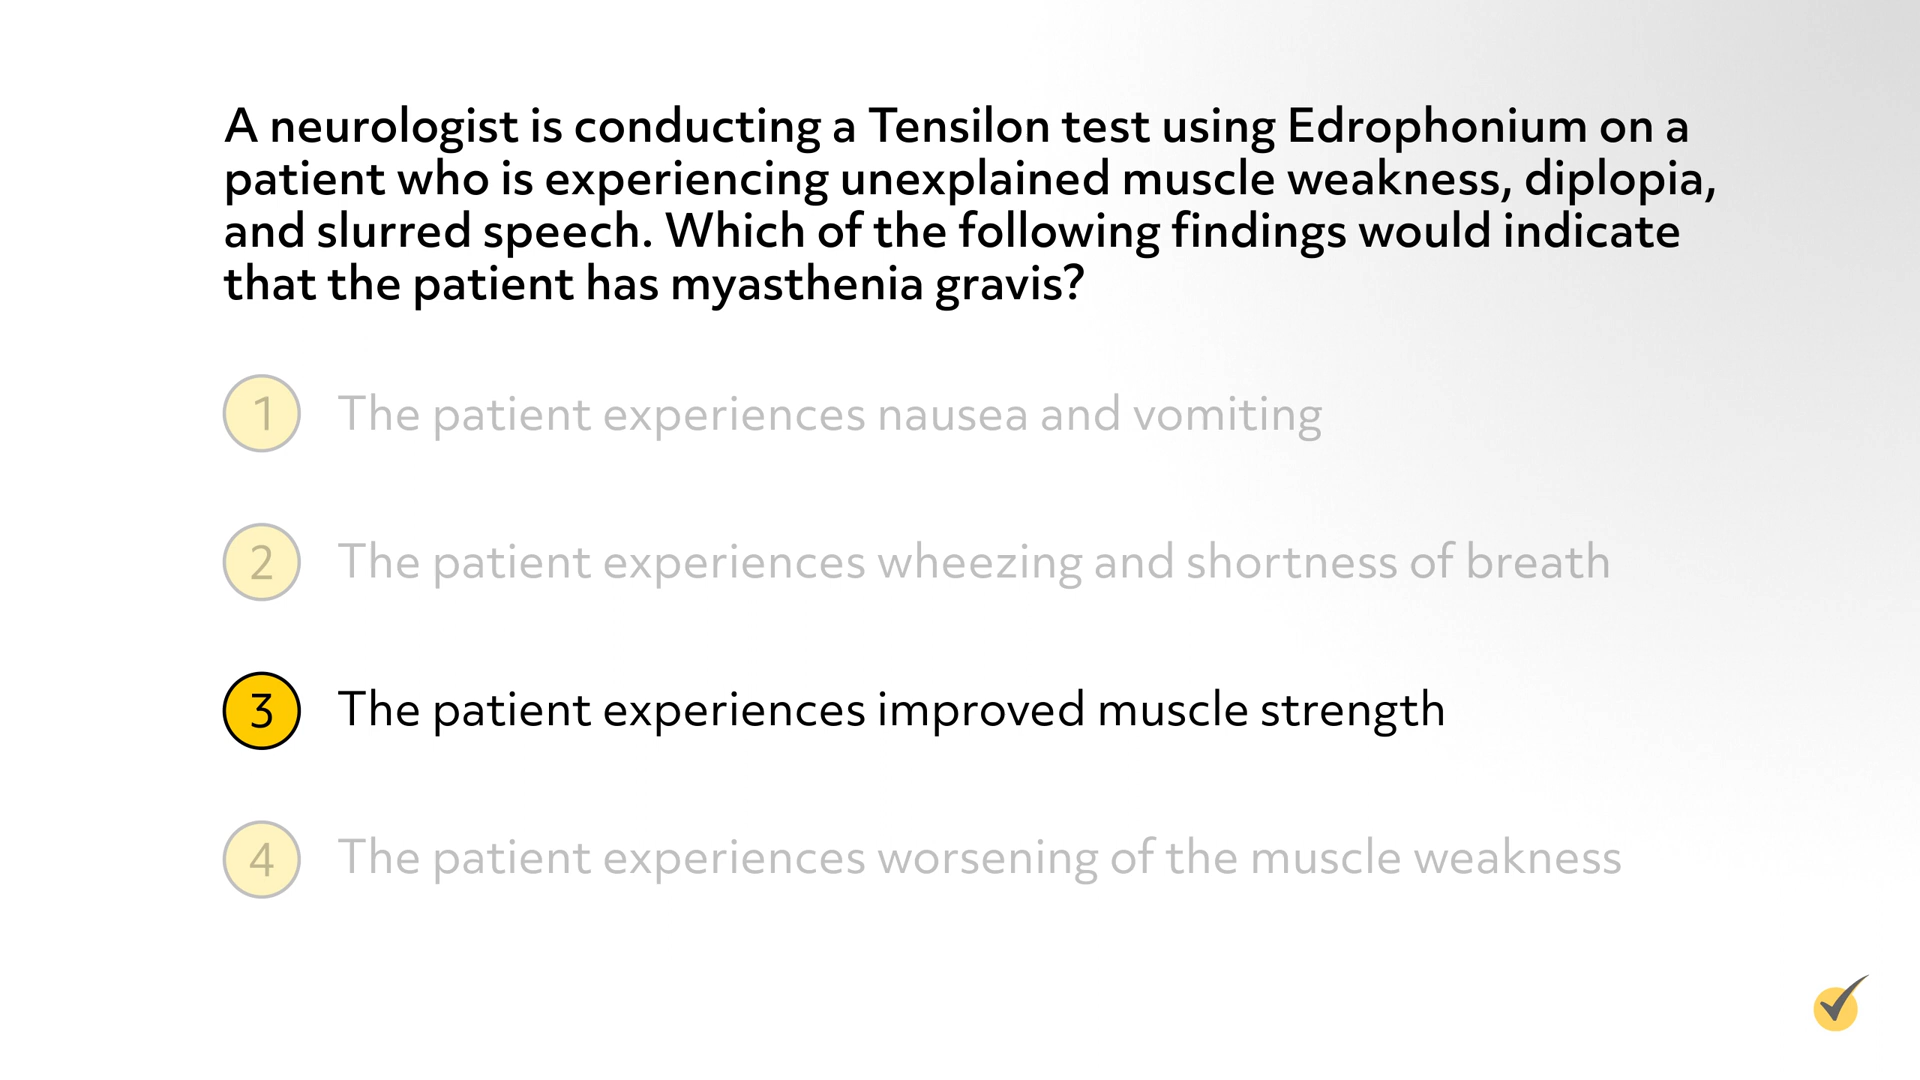 A neurologist is conducting a Tensilon test using Edrophonium on a
patient who is experiencing unexplained muscle weakness, diplopia,
and slurred speech. Which of the following findings would indicate
that the patient has myasthenia gravis?
1 The patient experiences nausea and vomiting
2 The patient experiences wheezing and shortness of breath
3 The patient experiences improved muscle strength
4 The patient experiences worsening of the muscle weakness